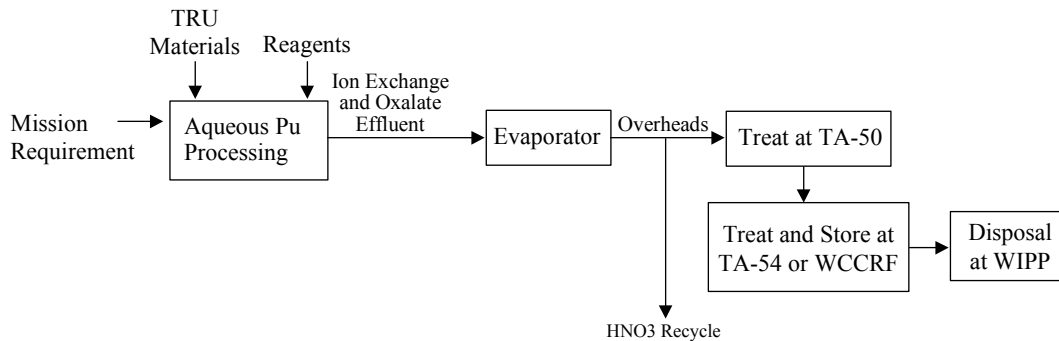 TRU
Materials
Reagents
Mission
Requirement
Aqueous Pu
Processing
Ion Exchange
and Oxalate
Effluent
Evaporator
Overheads
Treat at TA-50
Treat and Store at
TA-54 or WCCRF
Disposal
at WIPP
HNO3 Recycle